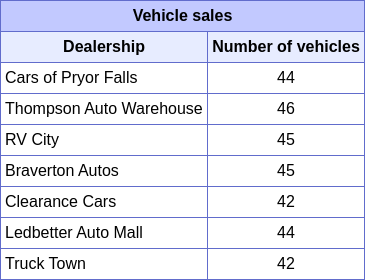 Vehicle sales
Dealership Number of vehicles
Cars of Pryor Falls 44
Thompson Auto Warehouse 46
RV City 45
Braverton Autos 45
Clearance Cars 42
Ledbetter Auto Mall 44
Truck Town 42